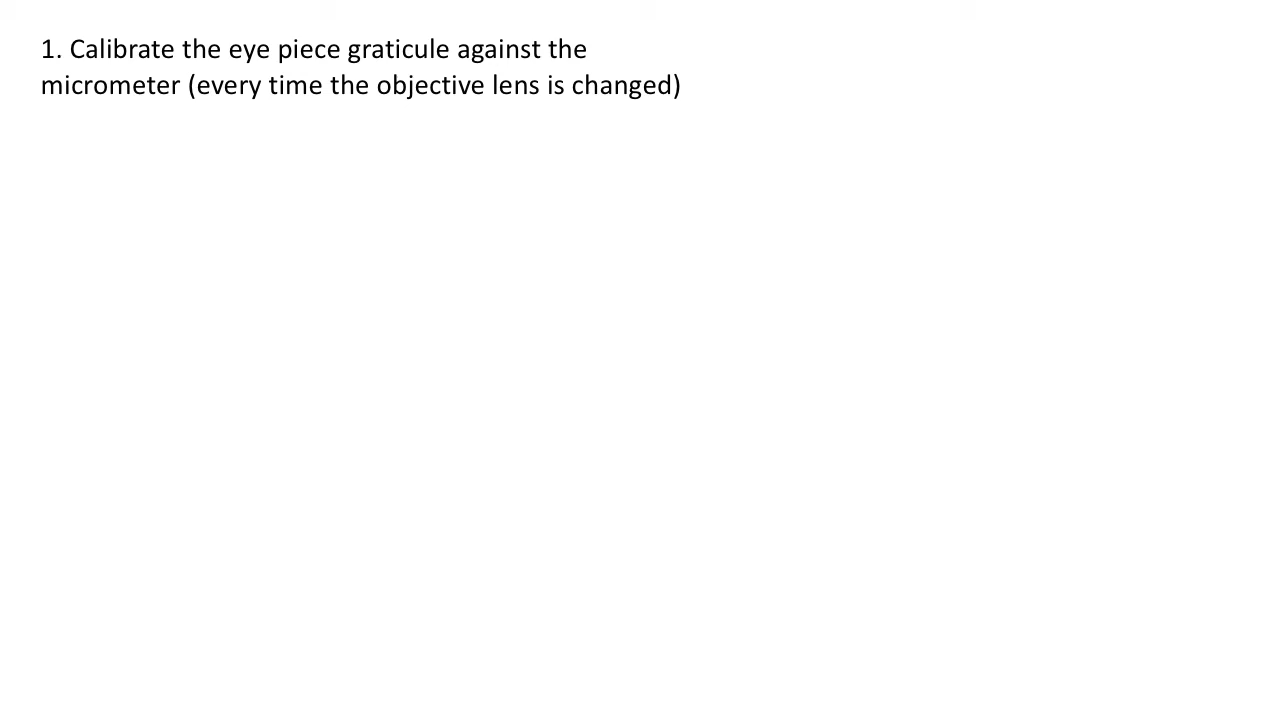 1. Calibrate the eye piece graticule against the
micrometer (every time the objective lens is changed)